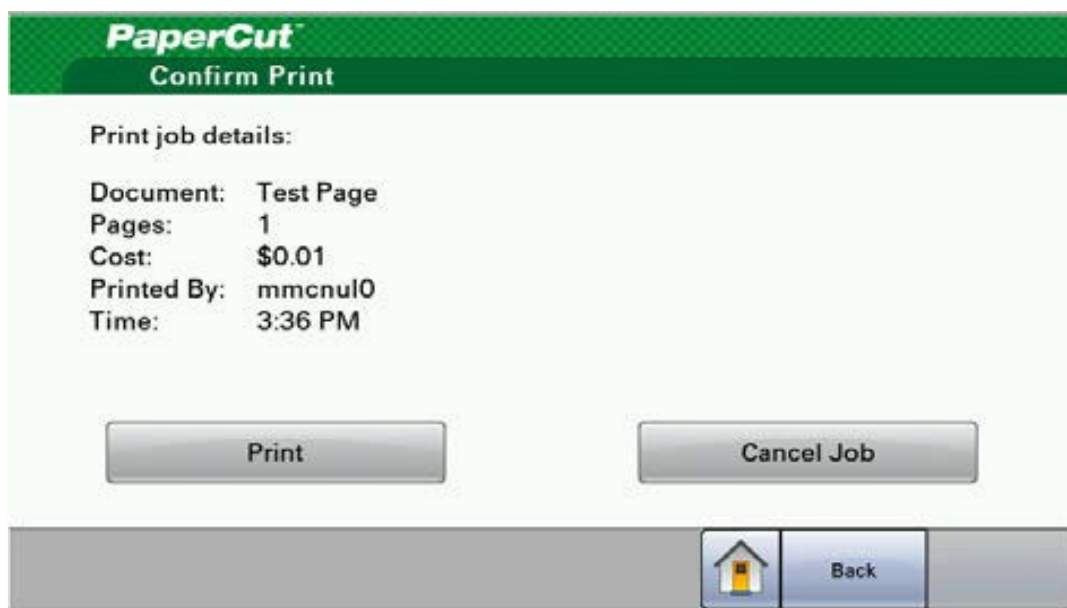 PaperCut™
Confirm Print
Print job details:
Document: Test Page
Pages: 1
Cost: $0.01
Printed By: mmcnul0
Time: 3:36 PM
Print Cancel Job
Back